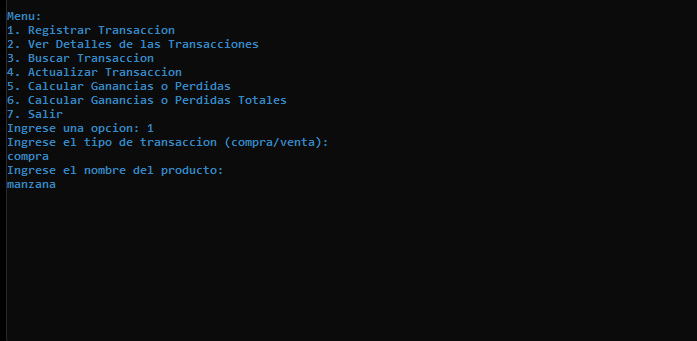 Menu:
1. Registrar Transaccion
2. Ver Detalles de las Transacciones
3. Buscar Transaccion
4. Actualizar Transaccion
5. Calcular Ganancias o Perdidas
6. Calcular Ganancias o Perdidas Totales
7. Salir
Ingrese una opcion: 1
Ingrese el tipo de transaccion (compra/venta):
compra
Ingrese el nombre del producto:
manzana